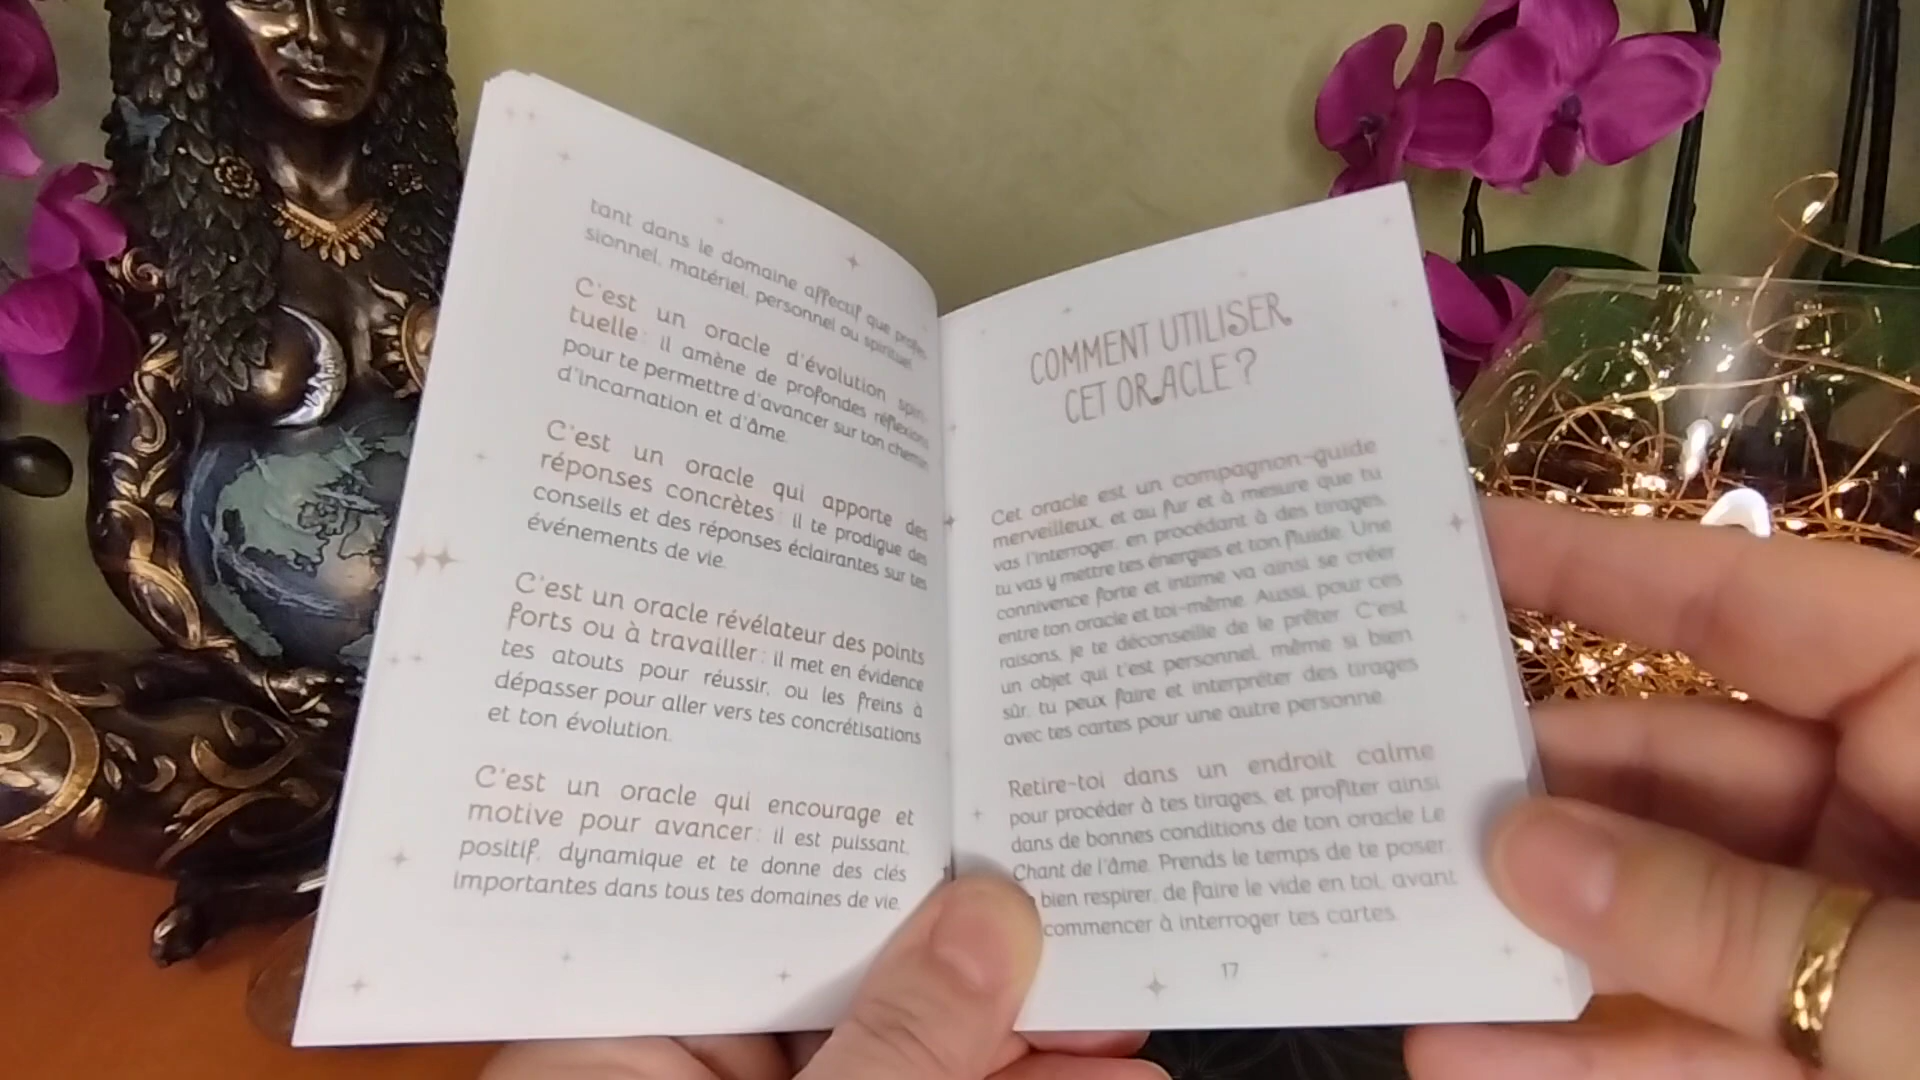 tant dans le domaine affectif que profes-
sionnel, matériel, personnel ou spirituel.
C'est un oracle d'évolution spiri-
tuelle : il amène de profondes réflexions
pour te permettre d'avancer sur ton chemin
d'incarnation et d'âme.
C'est un oracle qui apporte des
réponses concrètes : il te prodigue des
conseils et des réponses éclairantes sur tes
événements de vie.
C'est un oracle révélateur des points
forts ou à travailler : il met en évidence
tes atouts pour réussir, ou les freins à
dépasser pour aller vers tes concrétisations
et ton évolution.
C'est un oracle qui encourage et
motive pour avancer : il est puissant,
positif, dynamique et te donne des clés
importantes dans tous tes domaines de vie.
COMMENT UTILISER
CET ORACLE ?
Cet oracle est un compagnon-guide
merveilleux, et au fur et à mesure que tu
vas l'interroger, en procédant à des tirages,
tu vas y mettre tes énergies et ton fluide. Une
connivence forte et intime va ainsi se créer
entre ton oracle et toi-même. Aussi, pour ces
raisons, je te déconseille de le prêter. C'est
un objet qui t'est personnel, même si bien
sûr, tu peux faire et interpréter des tirages
avec tes cartes pour une autre personne.
Retire-toi dans un endroit calme
pour procéder à tes tirages, et profiter ainsi
dans de bonnes conditions de ton oracle Le
Chant de l'âme. Prends le temps de te poser,
bien respirer, de faire le vide en toi, avant
commencer à interroger tes cartes.
17